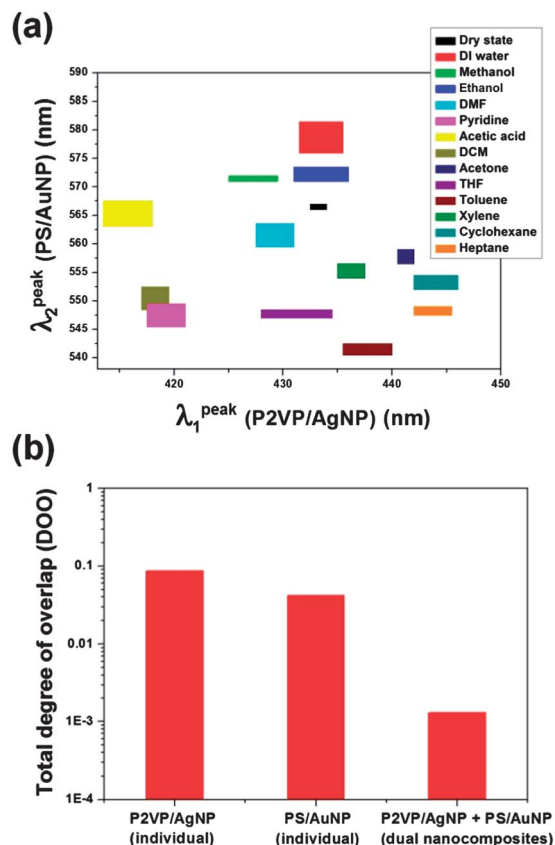 (a)
Dry state
DI water
Methanol
Ethanol
DMF
Pyridine
Acetic acid
DCM
Acetone
THF
Toluene
Xylene
Cyclohexane
Heptane
590
585
580
575
570
565
560
555
550
545
540
λ₂ᵖᵉᵃᵏ (PS/AuNP) (nm)
420 430 440 450
λ₁ᵖᵉᵃᵏ (P2VP/AgNP) (nm)
(b)
Total degree of overlap (DOO)
1
0.1
0.01
1E-3
1E-4
P2VP/AgNP PS/AuNP P2VP/AgNP + PS/AuNP
(individual) (individual) (dual nanocomposites)